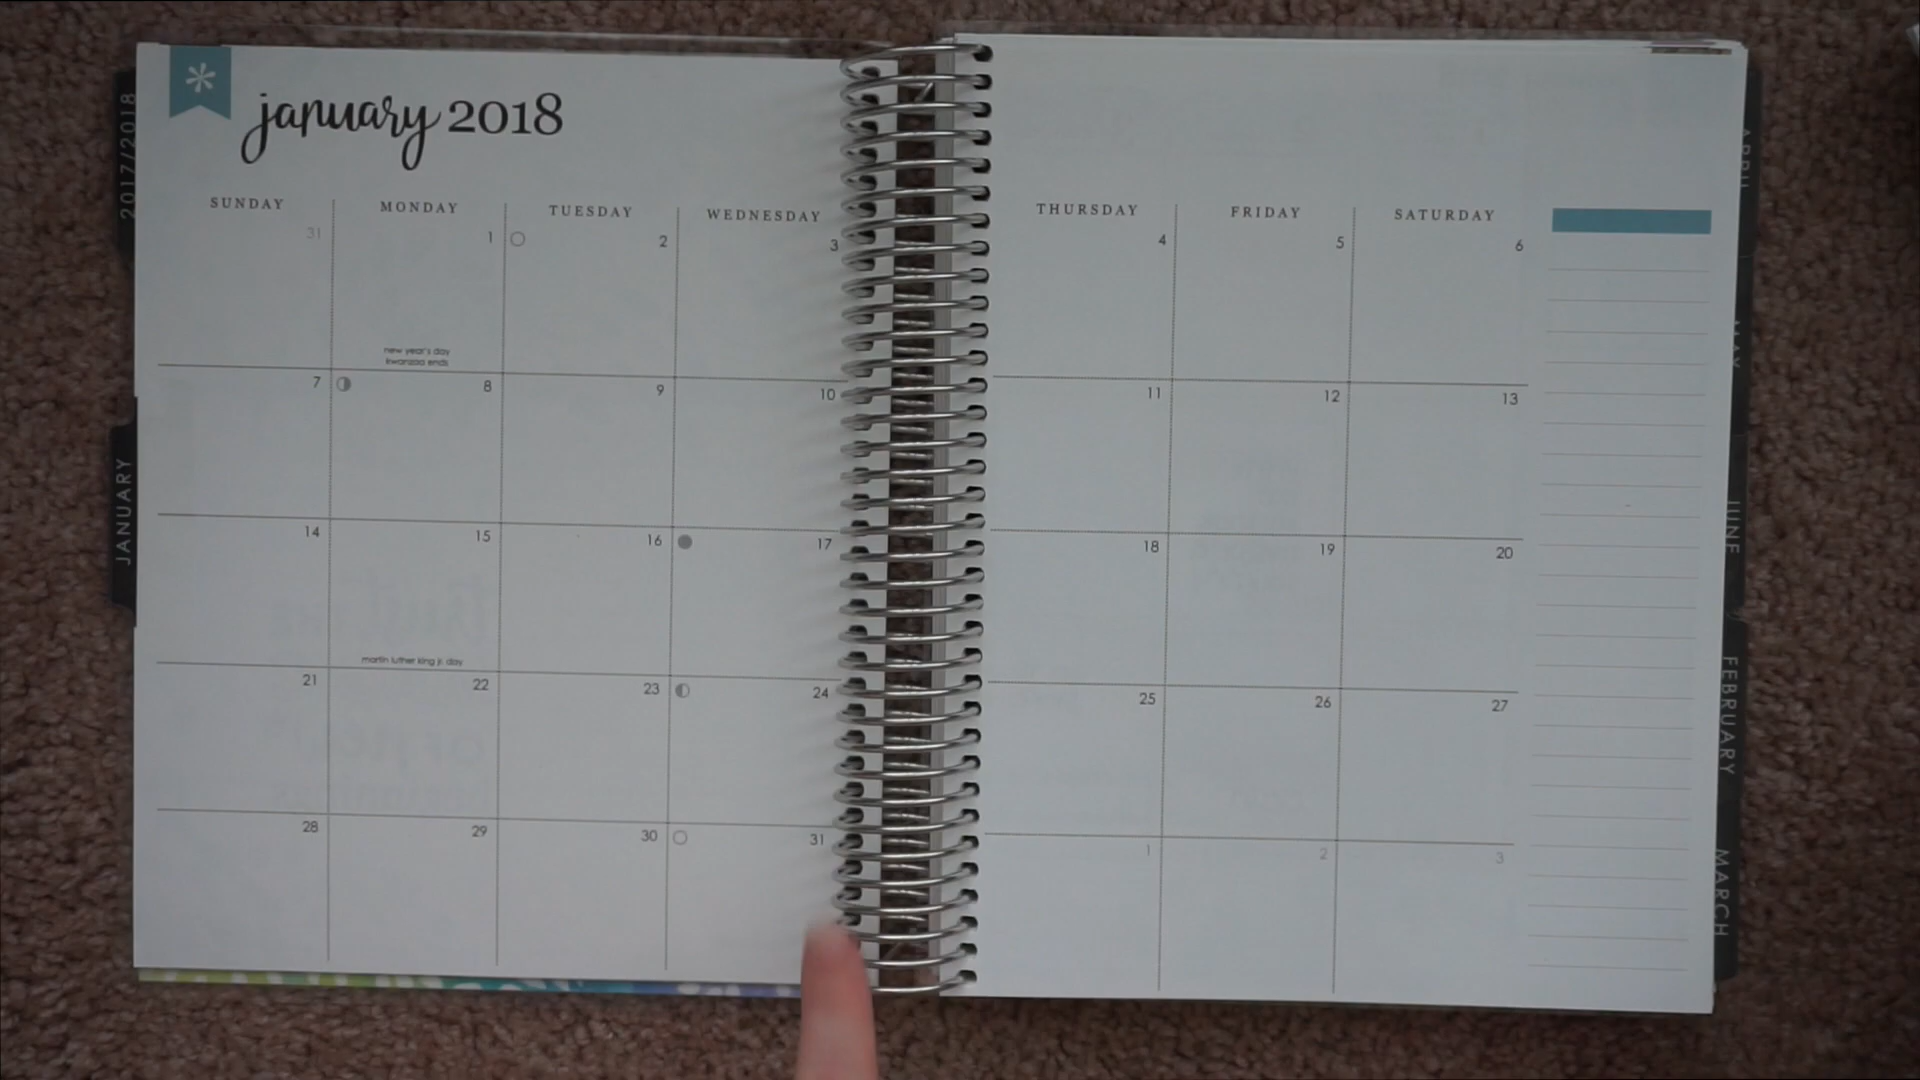 january 2018
SUNDAY MONDAY TUESDAY WEDNESDAY THURSDAY FRIDAY SATURDAY
31 1 2 3 4 5 6
new year's day
kwanzaa ends
7 8 9 10 11 12 13
14 15 16 17 18 19 20
martin luther king jr. day
21 22 23 24 25 26 27
28 29 30 31 1 2 3
2017/2018
JANUARY
APRIL
MAY
JUNE
FEBRUARY
MARCH